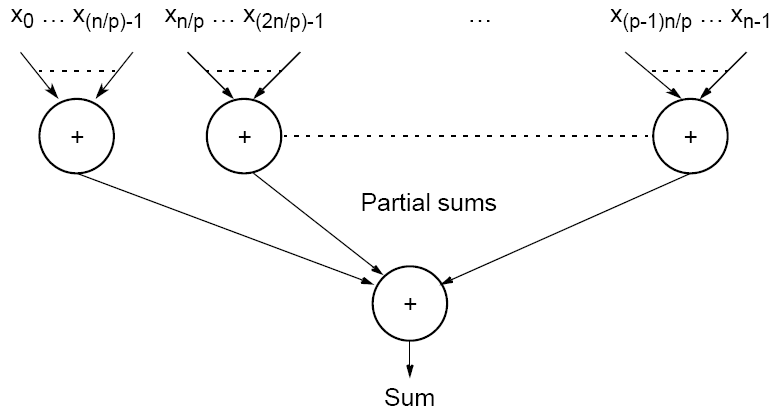 x₀ ... x₍ₙ/ₚ₎₋₁ xₙ/ₚ ... x₍₂ₙ/ₚ₎₋₁ ... x₍ₚ₋₁₎ₙ/ₚ ... xₙ₋₁
+ + +
Partial sums
+
Sum